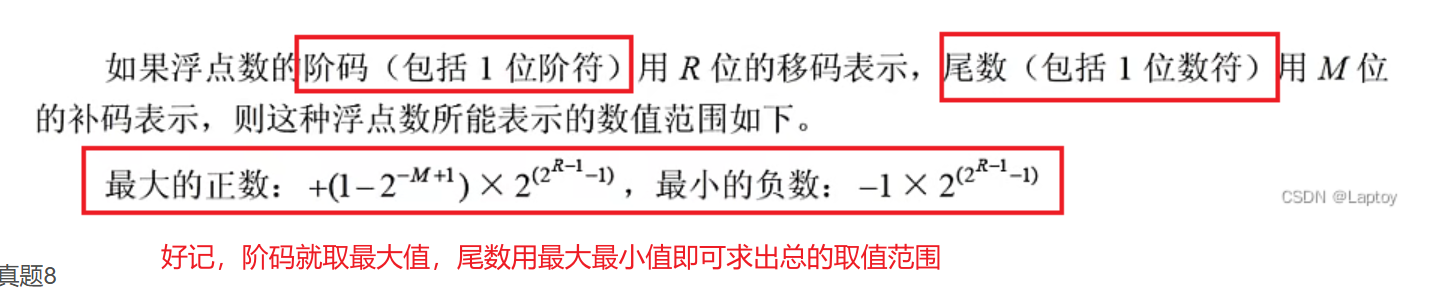 如果浮点数的阶码（包括 1 位阶符）用 R 位的移码表示，尾数（包括 1 位数符）用 M 位
的补码表示，则这种浮点数所能表示的数值范围如下。
最大的正数：+(1−2^{−M+1})×2^{(2^{R−1}−1)}，最小的负数：−1×2^{(2^{R−1}−1)}
CSDN @Laptoy
好记，阶码就取最大值，尾数用最大最小值即可求出总的取值范围
真题8